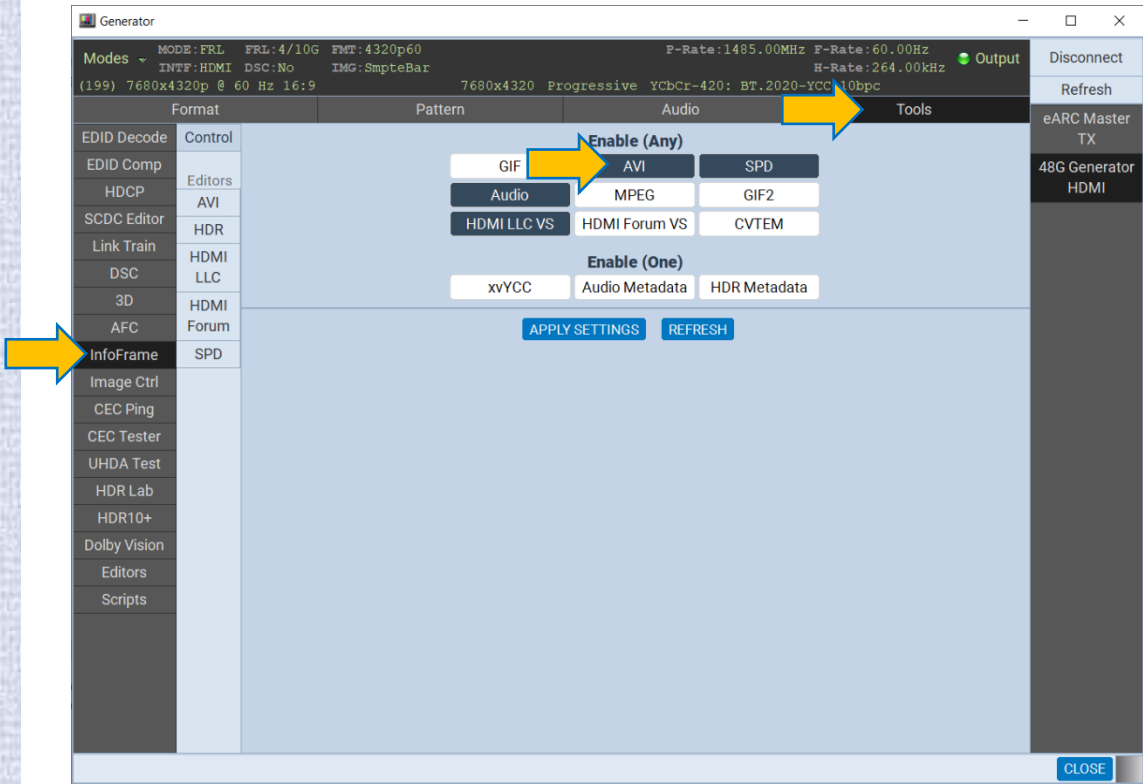 Generator
Modes
MODE:FRL FRL:4/10G FMT:4320p60 P-Rate:1485.00MHz F-Rate:60.00Hz
INTF:HDMI DSC:No IMG:SmpteBar H-Rate:264.00kHz
Output
(199) 7680x4320p @ 60 Hz 16:9 7680x4320 Progressive YCbCr-420: BT.2020-YCC 10bpc
Disconnect
Refresh
Format Pattern Audio Tools
eARC Master
TX
48G Generator
HDMI
EDID Decode
EDID Comp
HDCP
SCDC Editor
Link Train
DSC
3D
AFC
InfoFrame
Image Ctrl
CEC Ping
CEC Tester
UHDA Test
HDR Lab
HDR10+
Dolby Vision
Editors
Scripts
Control
Editors
AVI
HDR
HDMI
LLC
HDMI
Forum
SPD
Enable (Any)
GIF AVI SPD
Audio MPEG GIF2
HDMI LLC VS HDMI Forum VS CVTEM
Enable (One)
xvYCC Audio Metadata HDR Metadata
APPLY SETTINGS REFRESH
CLOSE